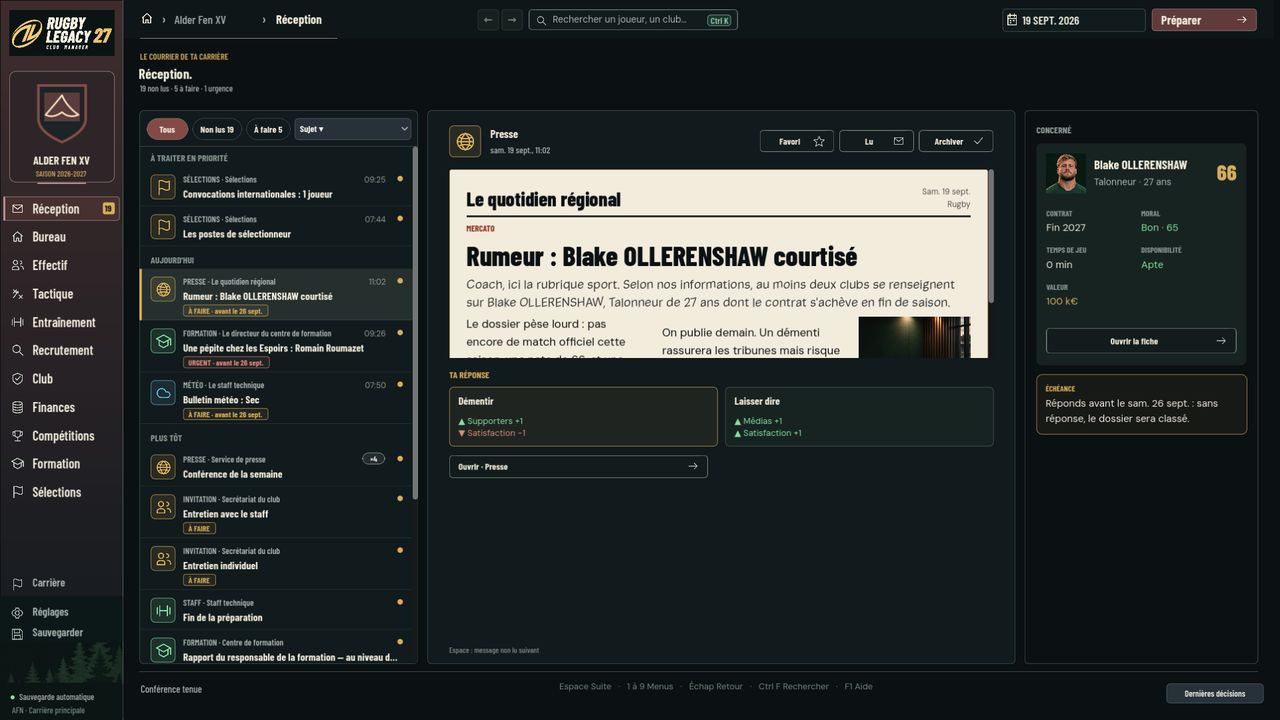 RUGBY
LEGACY 27
CLUB MANAGER
ALDER FEN XV
SAISON 2026-2027
Réception 19
Bureau
Effectif
Tactique
Entraînement
Recrutement
Club
Finances
Compétitions
Formation
Sélections
Carrière
Réglages
Sauvegarder
Sauvegarde automatique
AFN · Carrière principale
Alder Fen XV › Réception
← → Rechercher un joueur, un club... Ctrl K
19 SEPT. 2026
Préparer →
LE COURRIER DE TA CARRIÈRE
Réception.
19 non lus · 5 à faire · 1 urgence
Tous Non lus 19 À faire 5 Sujet ▾
À TRAITER EN PRIORITÉ
SÉLECTIONS · Sélections 09:25
Convocations internationales : 1 joueur
SÉLECTIONS · Sélections 07:44
Les postes de sélectionneur
AUJOURD'HUI
PRESSE · Le quotidien régional 11:02
Rumeur : Blake OLLERENSHAW courtisé
À FAIRE · avant le 26 sept.
FORMATION · Le directeur du centre de formation 09:26
Une pépite chez les Espoirs : Romain Roumazet
URGENT · avant le 26 sept.
MÉTÉO · Le staff technique 07:50
Bulletin météo : Sec
À FAIRE · avant le 26 sept.
PLUS TÔT
PRESSE · Service de presse ×4
Conférence de la semaine
INVITATION · Secrétariat du club
Entretien avec le staff
À FAIRE
INVITATION · Secrétariat du club
Entretien individuel
À FAIRE
STAFF · Staff technique
Fin de la préparation
FORMATION · Centre de formation
Rapport du responsable de la formation — au niveau d...
Presse
sam. 19 sept., 11:02
Favori Lu Archiver
Le quotidien régional
Sam. 19 sept.
Rugby
MERCATO
Rumeur : Blake OLLERENSHAW courtisé
Coach, ici la rubrique sport. Selon nos informations, au moins deux clubs se renseignent
sur Blake OLLERENSHAW, Talonneur de 27 ans dont le contrat s'achève en fin de saison.
Le dossier pèse lourd : pas
encore de match officiel cette
On publie demain. Un démenti
rassurera les tribunes mais risque
TA RÉPONSE
Démentir
▲ Supporters +1
▼ Satisfaction −1
Laisser dire
▲ Médias +1
▲ Satisfaction +1
Ouvrir · Presse →
Espace : message non lu suivant
CONCERNÉ
Blake OLLERENSHAW 66
Talonneur · 27 ans
CONTRAT MORAL
Fin 2027 Bon · 65
TEMPS DE JEU DISPONIBILITÉ
0 min Apte
VALEUR
100 k€
Ouvrir la fiche →
ÉCHÉANCE
Réponds avant le sam. 26 sept. : sans
réponse, le dossier sera classé.
Conférence tenue
Espace Suite · 1 à 9 Menus · Échap Retour · Ctrl F Rechercher · F1 Aide
Dernières décisions